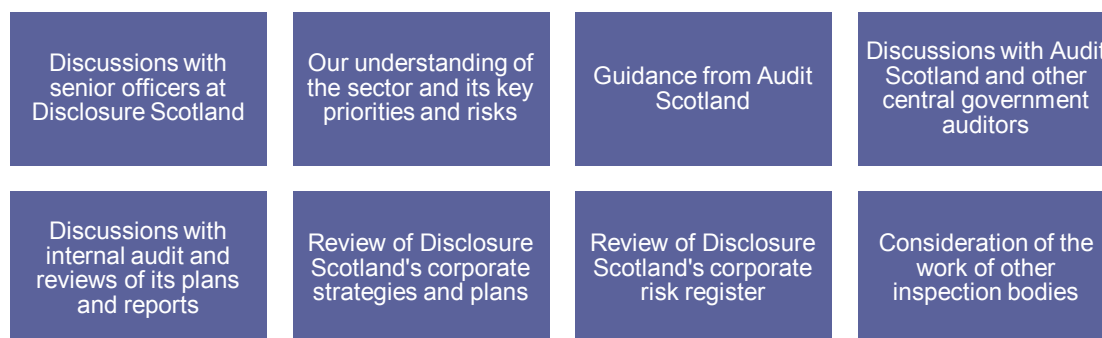 Discussions with
senior officers at
Disclosure Scotland
Our understanding of
the sector and its key
priorities and risks
Guidance from Audit
Scotland
Discussions with Audit
Scotland and other
central government
auditors
Discussions with
internal audit and
reviews of its plans
and reports
Review of Disclosure
Scotland's corporate
strategies and plans
Review of Disclosure
Scotland's corporate
risk register
Consideration of the
work of other
inspection bodies